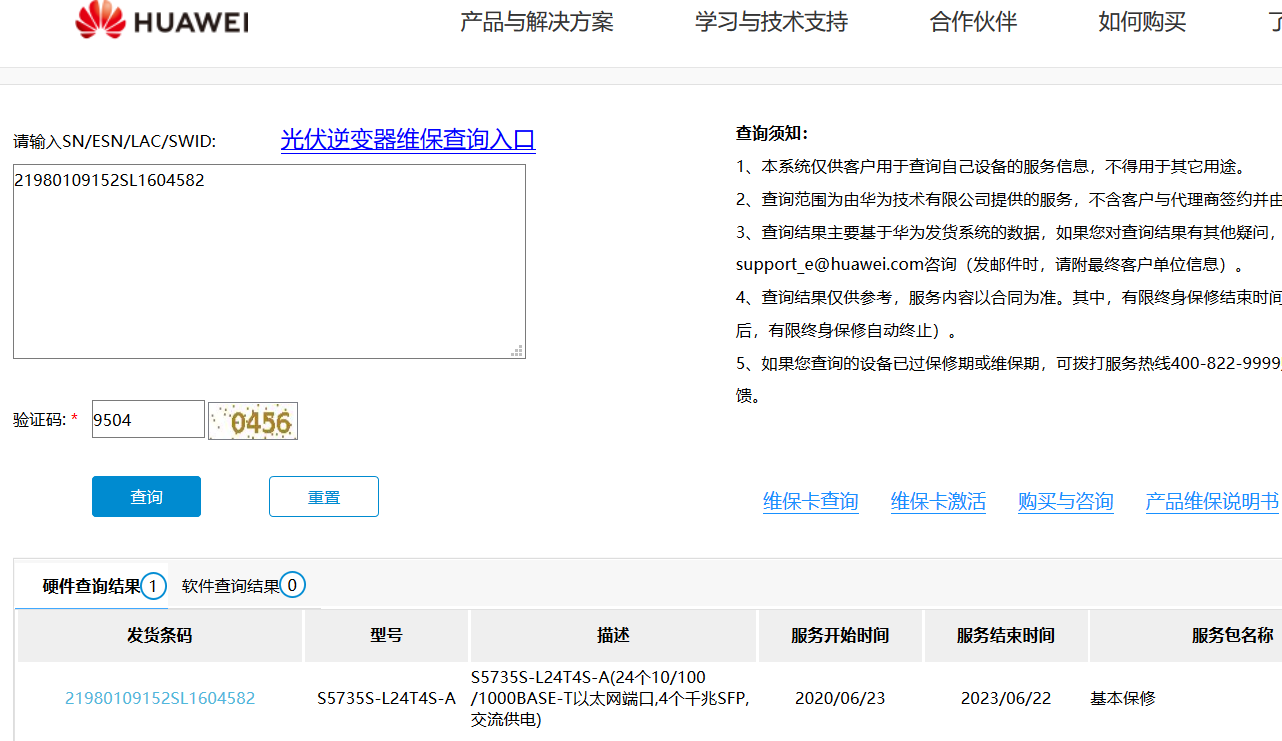 HUAWEI
产品与解决方案
学习与技术支持
合作伙伴
如何购买
请输入SN/ESN/LAC/SWID:
光伏逆变器维保查询入口
21980109152SL1604582
查询须知：
1、本系统仅供客户用于查询自己设备的服务信息，不得用于其它用途。
2、查询范围为由华为技术有限公司提供的服务，不含客户与代理商签约并由
3、查询结果主要基于华为发货系统的数据，如果您对查询结果有其他疑问，
support_e@huawei.com咨询（发邮件时，请附最终客户单位信息）。
4、查询结果仅供参考，服务内容以合同为准。其中，有限终身保修结束时间
后，有限终身保修自动终止）。
5、如果您查询的设备已过保修期或维保期，可拨打服务热线400-822-9999
馈。
验证码: *
9504
0456
查询
重置
维保卡查询
维保卡激活
购买与咨询
产品维保说明书
硬件查询结果 1
软件查询结果 0
发货条码
型号
描述
服务开始时间
服务结束时间
服务包名称
21980109152SL1604582
S5735S-L24T4S-A
S5735S-L24T4S-A(24个10/100
/1000BASE-T以太网端口,4个千兆SFP,
交流供电)
2020/06/23
2023/06/22
基本保修